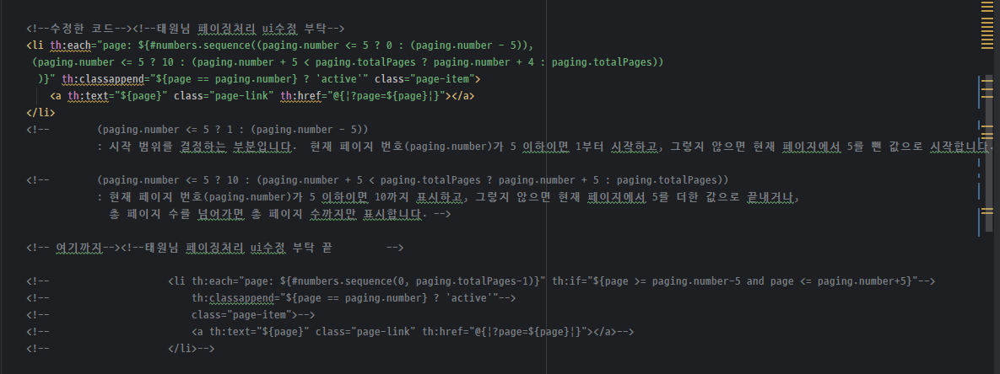 <!--수정한 코드--><!--태원님 페이징처리 ui수정 부탁-->
<li th:each="page: ${#numbers.sequence((paging.number <= 5 ? 0 : (paging.number - 5)),
(paging.number <= 5 ? 10 : (paging.number + 5 < paging.totalPages ? paging.number + 4 : paging.totalPages))
)}" th:classappend="${page == paging.number} ? 'active'" class="page-item">
<a th:text="${page}" class="page-link" th:href="@{¦?page=${page}¦}"></a>
</li>
<!-- (paging.number <= 5 ? 1 : (paging.number - 5))
: 시작 범위를 결정하는 부분입니다. 현재 페이지 번호(paging.number)가 5 이하이면 1부터 시작하고, 그렇지 않으면 현재 페이지에서 5를 뺀 값으로 시작합니다.
<!-- (paging.number <= 5 ? 10 : (paging.number + 5 < paging.totalPages ? paging.number + 5 : paging.totalPages))
: 현재 페이지 번호(paging.number)가 5 이하이면 10까지 표시하고, 그렇지 않으면 현재 페이지에서 5를 더한 값으로 끝내거나,
총 페이지 수를 넘어가면 총 페이지 수까지만 표시합니다. -->
<!-- 여기까지--><!--태원님 페이징처리 ui수정 부탁 끝 -->
<!-- <li th:each="page: ${#numbers.sequence(0, paging.totalPages-1)}" th:if="${page >= paging.number-5 and page <= paging.number+5}"-->
<!-- th:classappend="${page == paging.number} ? 'active'"-->
<!-- class="page-item">-->
<!-- <a th:text="${page}" class="page-link" th:href="@{¦?page=${page}¦}"></a>-->
<!-- </li>-->